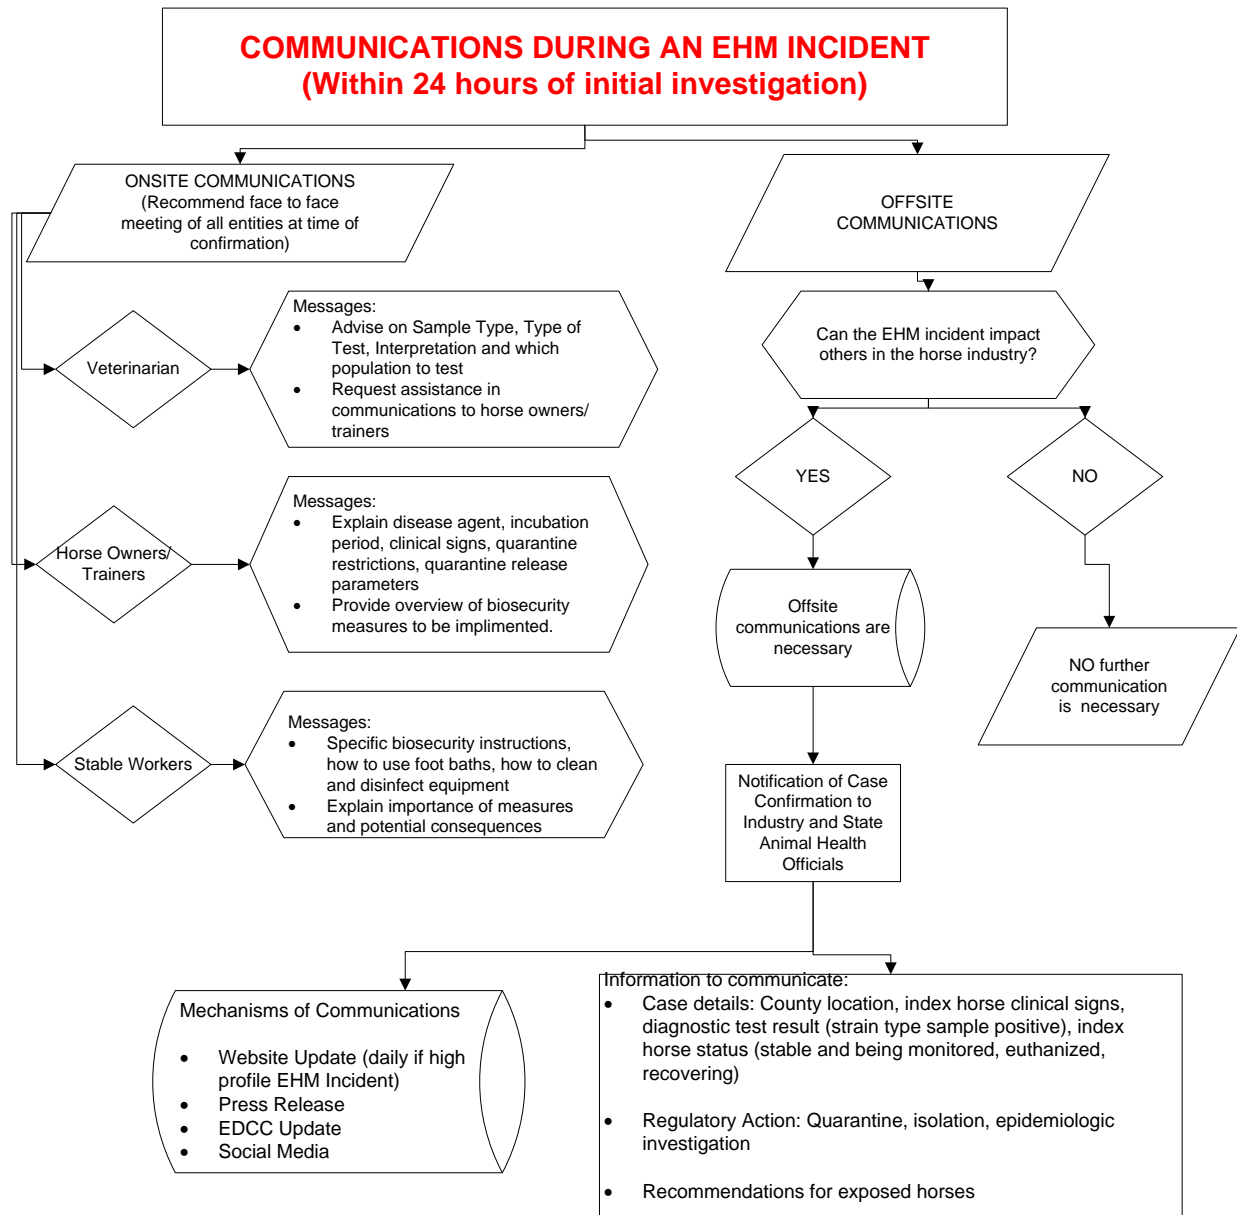 COMMUNICATIONS DURING AN EHM INCIDENT
(Within 24 hours of initial investigation)
ONSITE COMMUNICATIONS
(Recommend face to face
meeting of all entities at time of
confirmation)
OFFSITE
COMMUNICATIONS
Veterinarian
Messages:
• Advise on Sample Type, Type of
Test, Interpretation and which
population to test
• Request assistance in
communications to horse owners/
trainers
Can the EHM incident impact
others in the horse industry?
YES
NO
Horse Owners/
Trainers
Messages:
• Explain disease agent, incubation
period, clinical signs, quarantine
restrictions, quarantine release
parameters
• Provide overview of biosecurity
measures to be implimented.
Offsite
communications are
necessary
NO further
communication
is necessary
Stable Workers
Messages:
• Specific biosecurity instructions,
how to use foot baths, how to clean
and disinfect equipment
• Explain importance of measures
and potential consequences
Notification of Case
Confirmation to
Industry and State
Animal Health
Officials
Mechanisms of Communications
• Website Update (daily if high
profile EHM Incident)
• Press Release
• EDCC Update
• Social Media
Information to communicate:
• Case details: County location, index horse clinical signs,
diagnostic test result (strain type sample positive), index
horse status (stable and being monitored, euthanized,
recovering)
• Regulatory Action: Quarantine, isolation, epidemiologic
investigation
• Recommendations for exposed horses